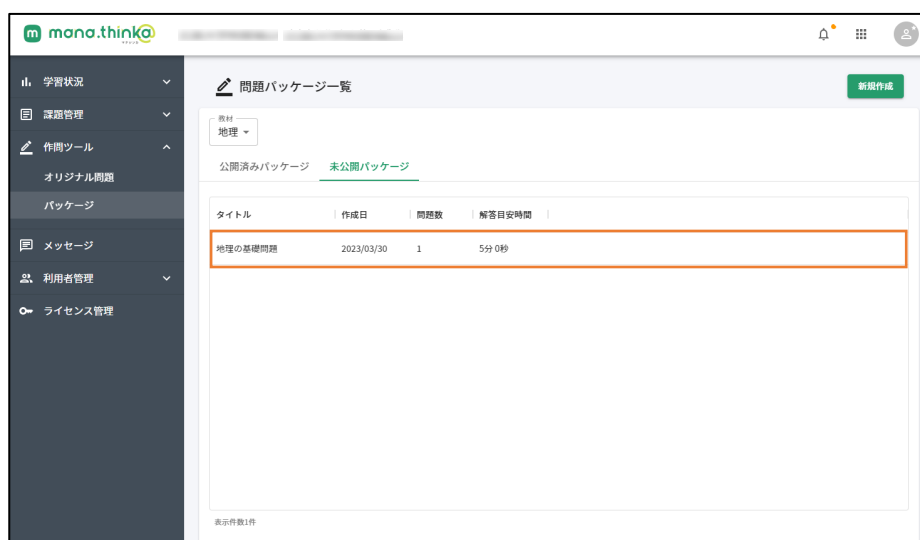 mana.think@
学習状況
課題管理
作問ツール
オリジナル問題
パッケージ
メッセージ
利用者管理
ライセンス管理
問題パッケージ一覧
新規作成
教材
地理
公開済みパッケージ 未公開パッケージ
タイトル 作成日 問題数 解答目安時間
地理の基礎問題 2023/03/30 1 5分 0秒
表示件数1件